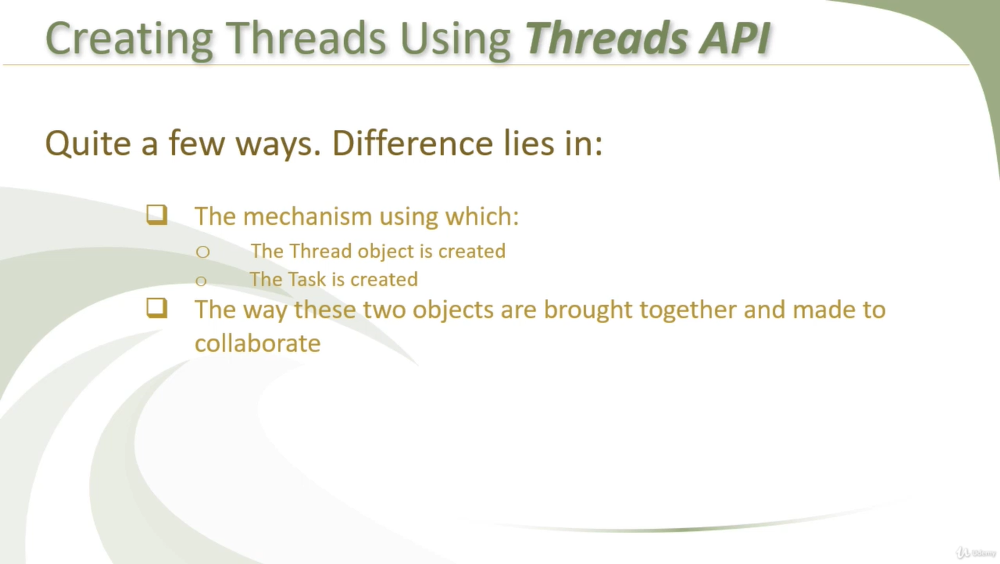 Creating Threads Using Threads API
Quite a few ways. Difference lies in:
The mechanism using which:
The Thread object is created
The Task is created
The way these two objects are brought together and made to
collaborate
Udemy